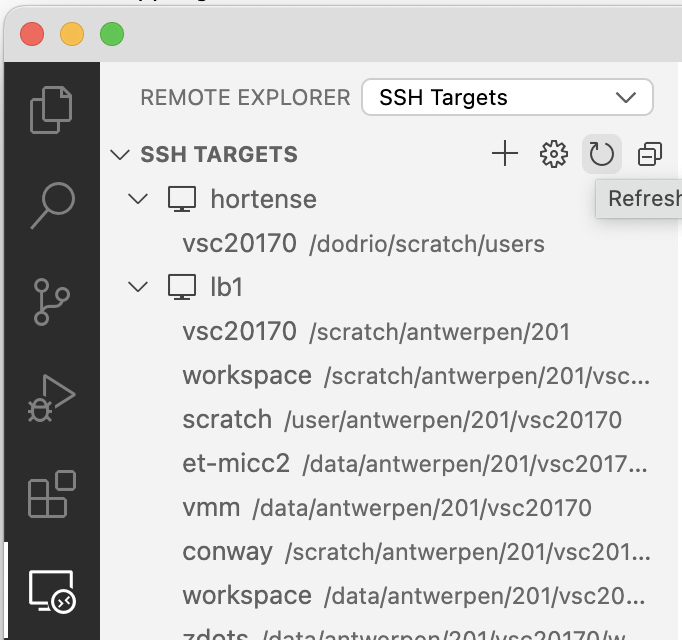 REMOTE EXPLORER SSH Targets
SSH TARGETS
Refresh
hortense
vsc20170 /dodrio/scratch/users
lb1
vsc20170 /scratch/antwerpen/201
workspace /scratch/antwerpen/201/vsc...
scratch /user/antwerpen/201/vsc20170
et-micc2 /data/antwerpen/201/vsc2017...
vmm /data/antwerpen/201/vsc20170
conway /scratch/antwerpen/201/vsc201...
workspace /data/antwerpen/201/vsc20...
zdots /data/antwerpen/201/vsc20170/w